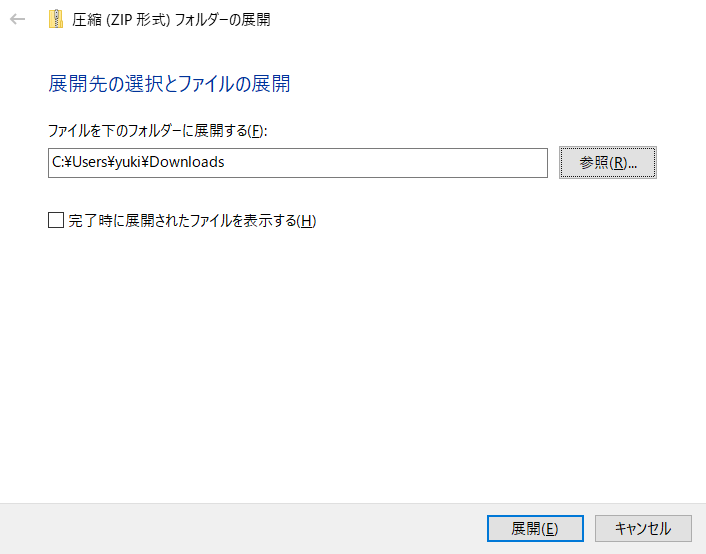 圧縮 (ZIP 形式) フォルダーの展開
展開先の選択とファイルの展開
ファイルを下のフォルダーに展開する(F):
C:¥Users¥yuki¥Downloads
参照(R)...
完了時に展開されたファイルを表示する(H)
展開(E)
キャンセル